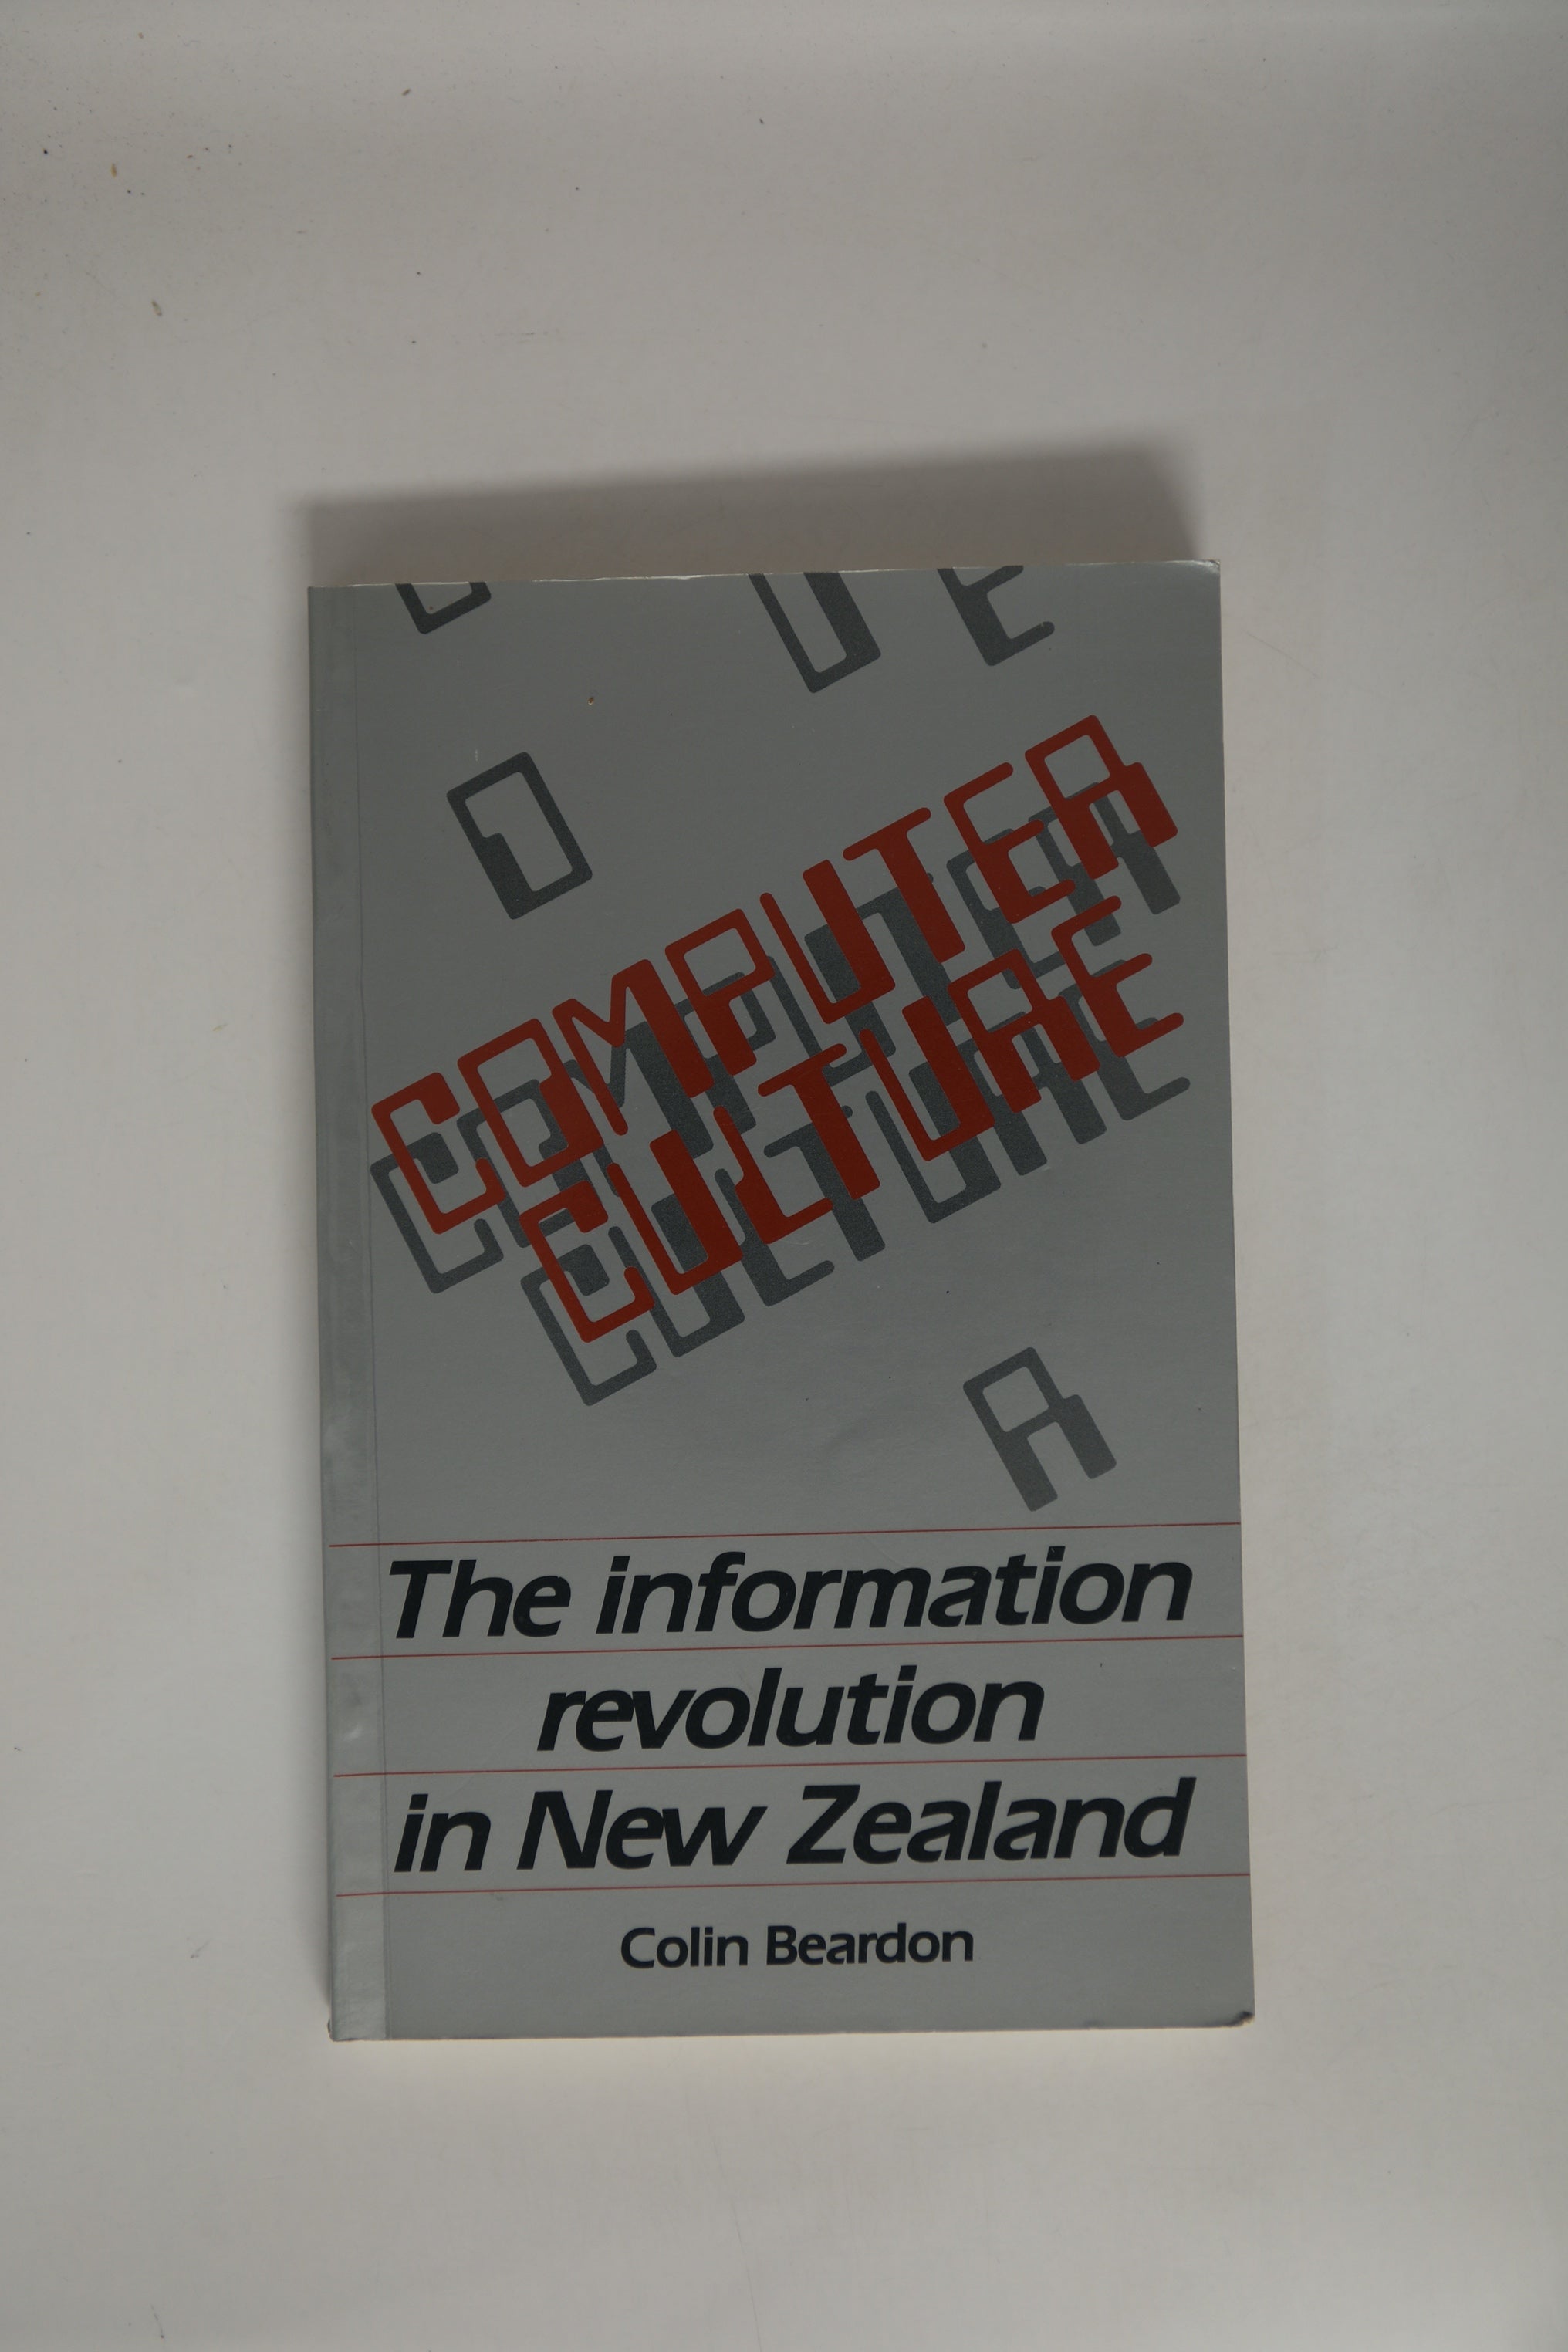 COMPUTER
CULTURE
The information
revolution
in New Zealand
Colin Beardon